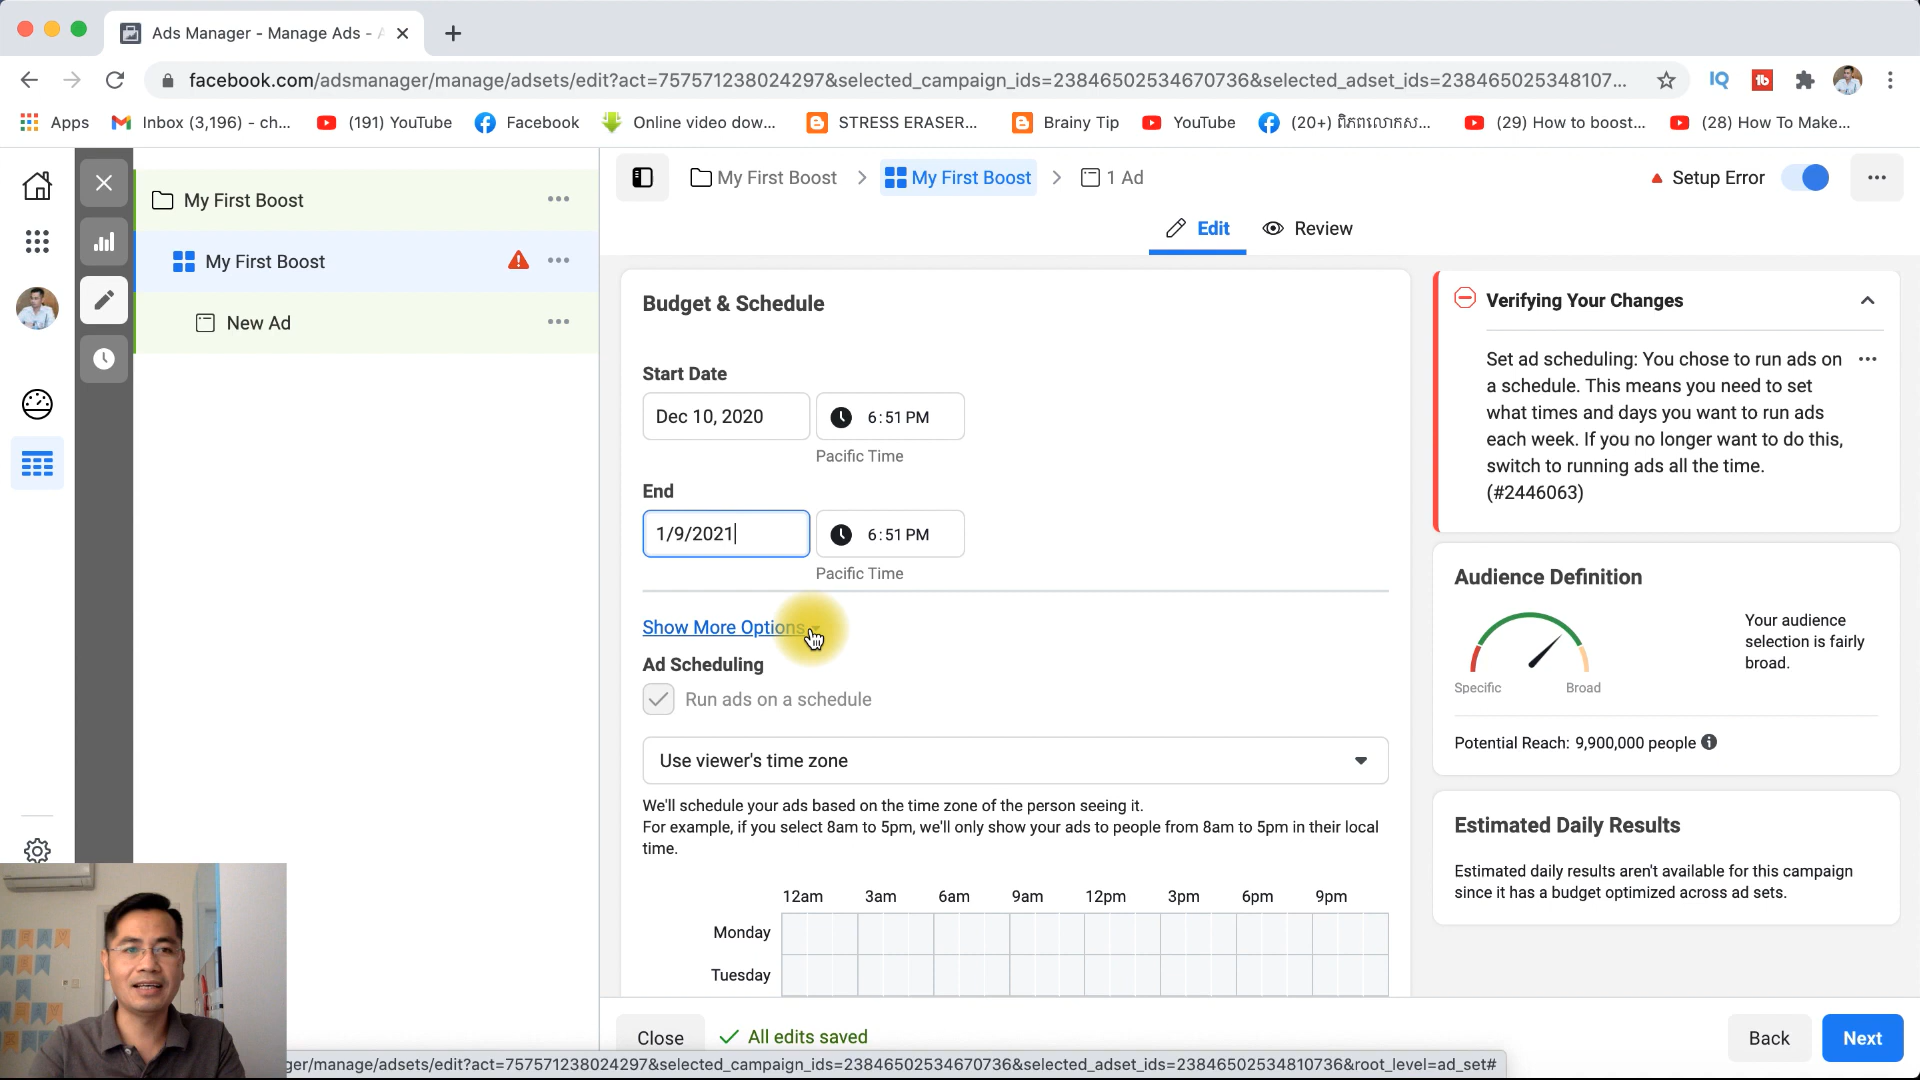 Ads Manager - Manage Ads - A
facebook.com/adsmanager/manage/adsets/edit?act=757571238024297&selected_campaign_ids=23846502534670736&selected_adset_ids=238465025348107...
Apps
Inbox (3,196) - ch...
(191) YouTube
Facebook
Online video dow...
STRESS ERASER...
Brainy Tip
YouTube
(20+) ពិភពលោកស...
(29) How to boost...
(28) How To Make...
My First Boost
My First Boost
New Ad
My First Boost
My First Boost
1 Ad
Setup Error
Edit
Review
Budget & Schedule
Start Date
Dec 10, 2020
6:51 PM
Pacific Time
End
1/9/2021
6:51 PM
Pacific Time
Show More Options
Ad Scheduling
Run ads on a schedule
Use viewer's time zone
We'll schedule your ads based on the time zone of the person seeing it.
For example, if you select 8am to 5pm, we'll only show your ads to people from 8am to 5pm in their local
time.
12am 3am 6am 9am 12pm 3pm 6pm 9pm
Monday
Tuesday
Verifying Your Changes
Set ad scheduling: You chose to run ads on
a schedule. This means you need to set
what times and days you want to run ads
each week. If you no longer want to do this,
switch to running ads all the time.
(#2446063)
Audience Definition
Specific
Broad
Your audience
selection is fairly
broad.
Potential Reach: 9,900,000 people
Estimated Daily Results
Estimated daily results aren't available for this campaign
since it has a budget optimized across ad sets.
Close
All edits saved
Back
Next
ger/manage/adsets/edit?act=757571238024297&selected_campaign_ids=23846502534670736&selected_adset_ids=23846502534810736&root_level=ad_set#